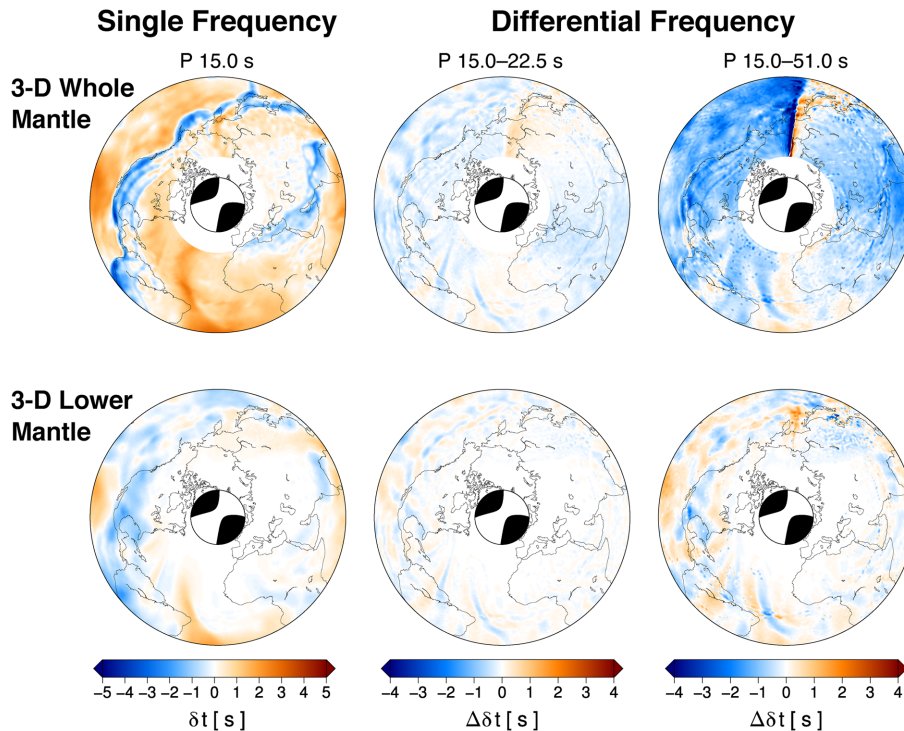 Single Frequency
Differential Frequency
P 15.0 s
P 15.0–22.5 s
P 15.0–51.0 s
3-D Whole
Mantle
3-D Lower
Mantle
−5 −4 −3 −2 −1 0 1 2 3 4 5
−4 −3 −2 −1 0 1 2 3 4
−4 −3 −2 −1 0 1 2 3 4
δt [ s ]
Δδt [ s ]
Δδt [ s ]